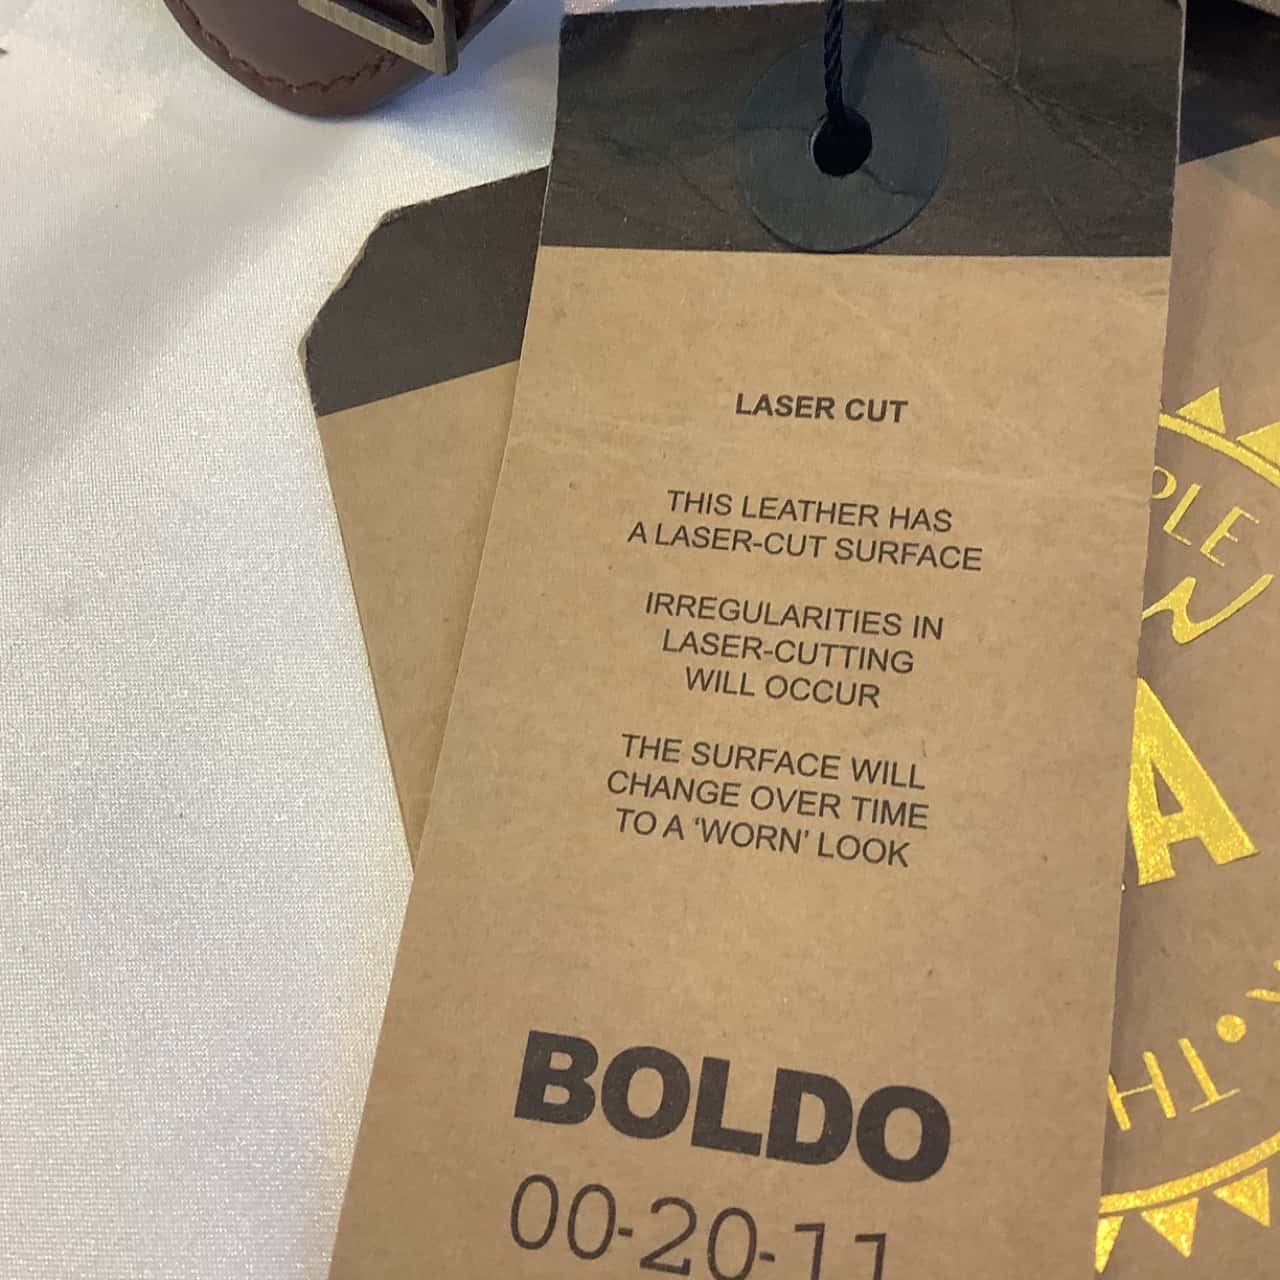 LASER CUT
THIS LEATHER HAS
A LASER-CUT SURFACE
IRREGULARITIES IN
LASER-CUTTING
WILL OCCUR
THE SURFACE WILL
CHANGE OVER TIME
TO A 'WORN' LOOK
BOLDO
00-20-11